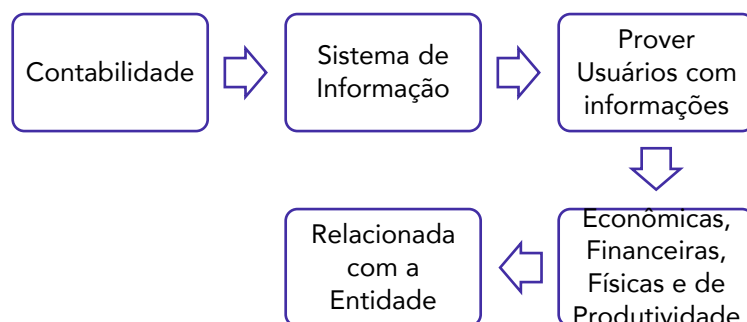 Contabilidade
Sistema de
Informação
Prover
Usuários com
informações
Econômicas,
Financeiras,
Físicas e de
Produtividade
Relacionada
com a
Entidade